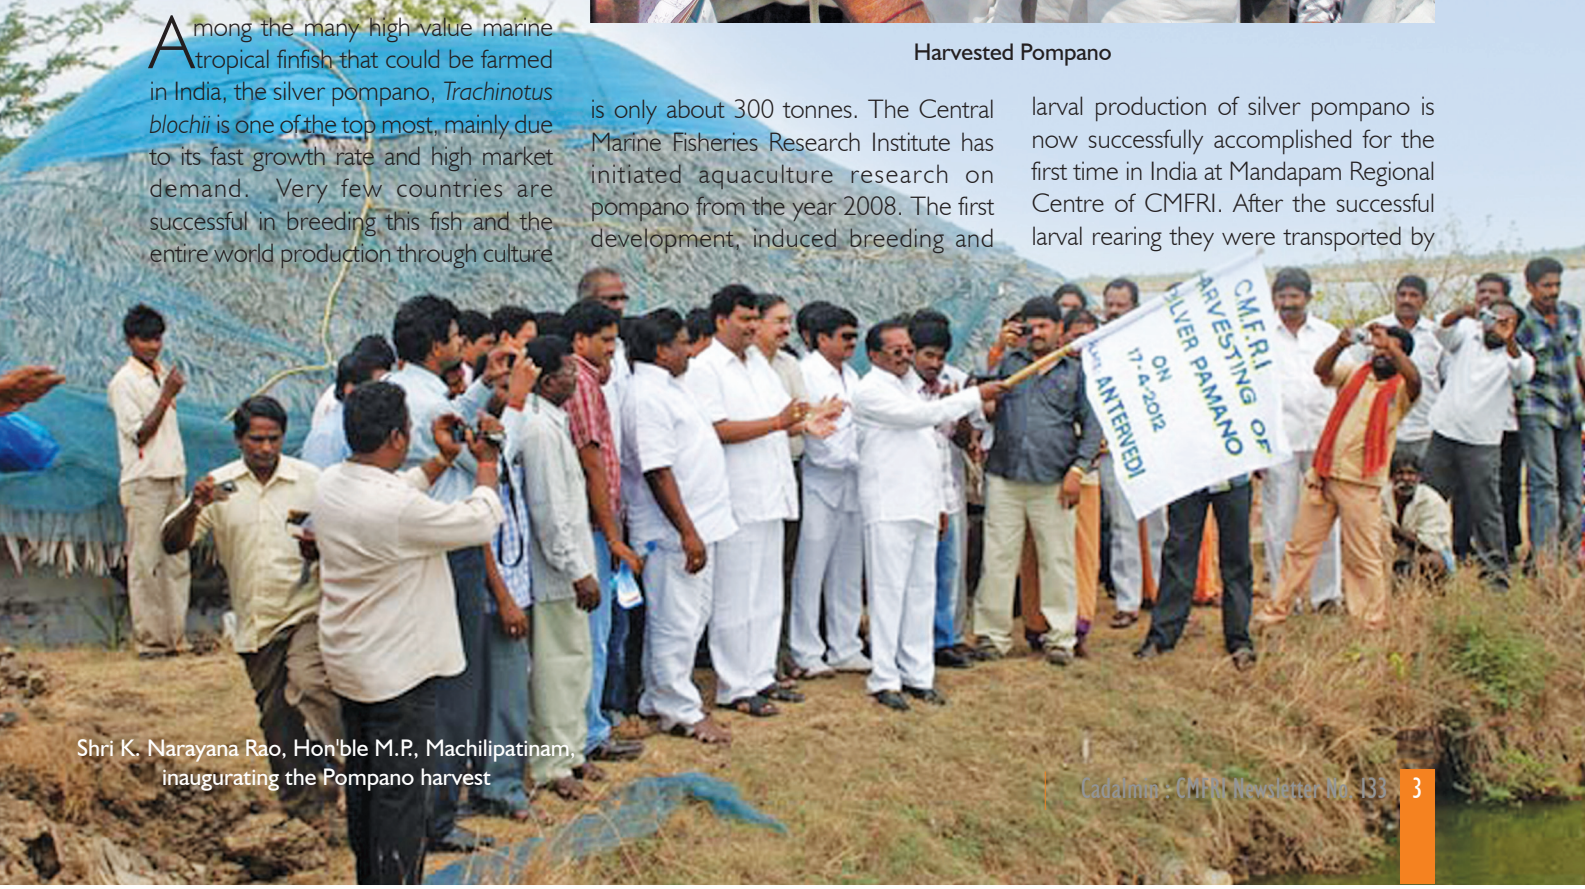 Harvested Pompano
Among the many high value marine
tropical finfish that could be farmed
in India, the silver pompano, Trachinotus
blochii is one of the top most, mainly due
to its fast growth rate and high market
demand. Very few countries are
successful in breeding this fish and the
entire world production through culture
is only about 300 tonnes. The Central
Marine Fisheries Research Institute has
initiated aquaculture research on
pompano from the year 2008. The first
development, induced breeding and
larval production of silver pompano is
now successfully accomplished for the
first time in India at Mandapam Regional
Centre of CMFRI. After the successful
larval rearing they were transported by
C.M.F.R.I
ARVESTING OF
SILVER PAMANO
ON
17-4-2012
ANTERVEDI
Shri K. Narayana Rao, Hon'ble M.P., Machilipatinam,
inaugurating the Pompano harvest
Cadalmin : CMFRI Newsletter No. 133 3